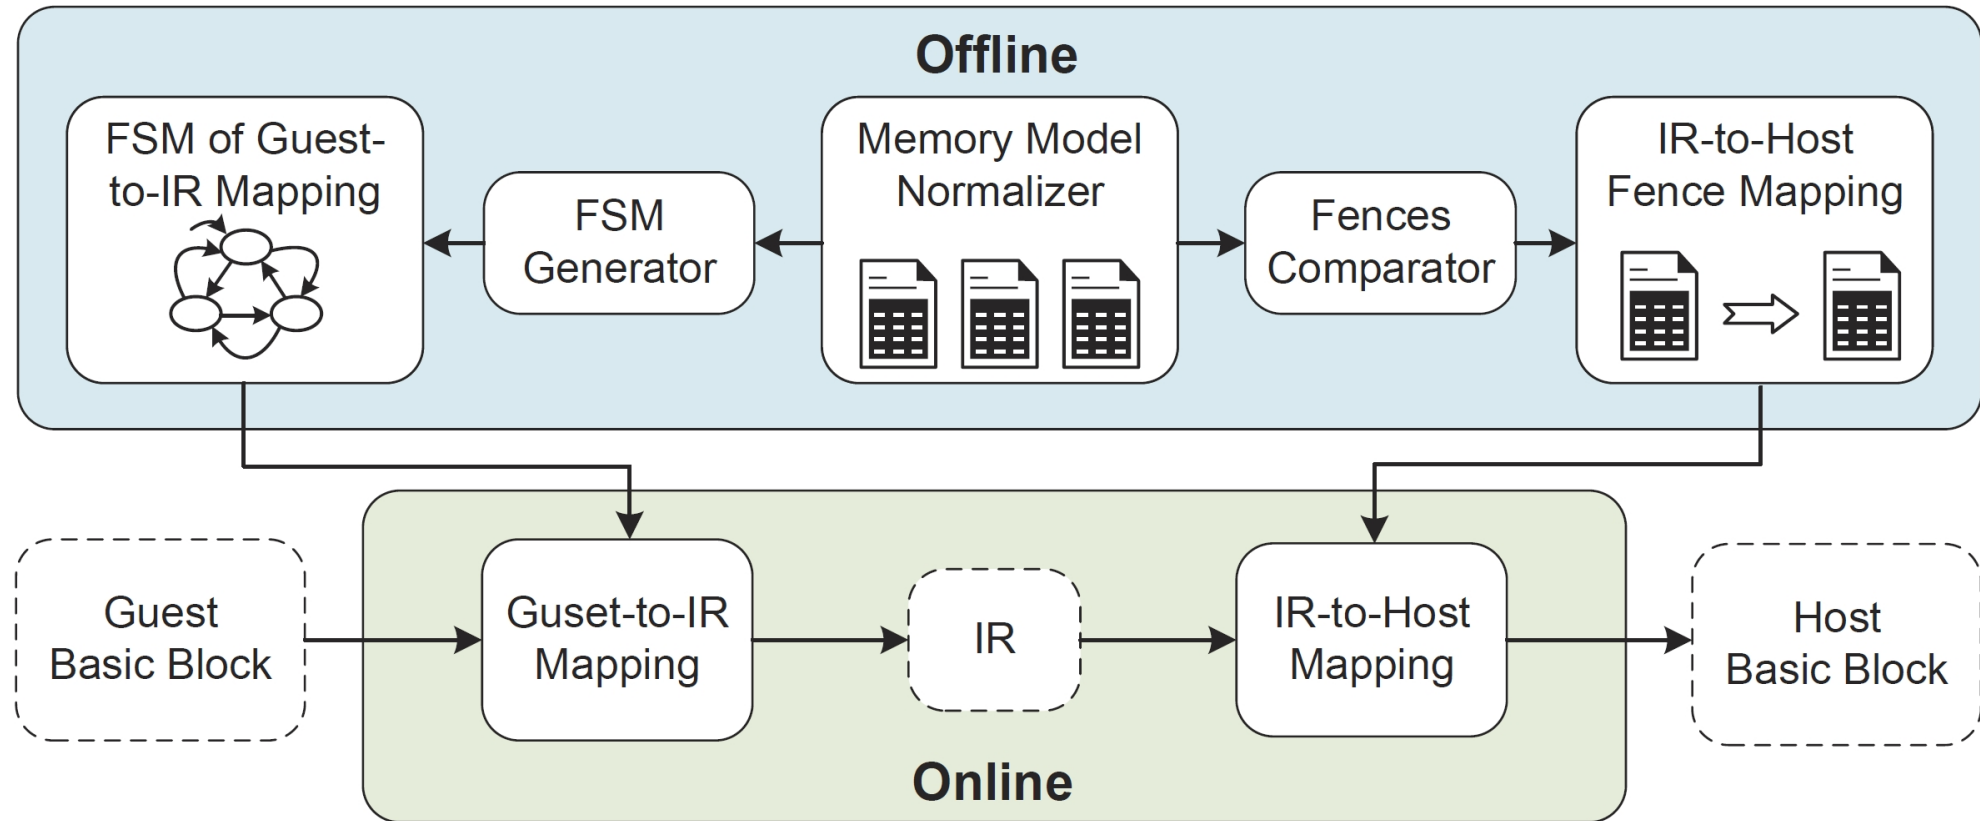 Offline
FSM of Guest-
to-IR Mapping
FSM
Generator
Memory Model
Normalizer
Fences
Comparator
IR-to-Host
Fence Mapping
Guest
Basic Block
Guset-to-IR
Mapping
IR
IR-to-Host
Mapping
Host
Basic Block
Online